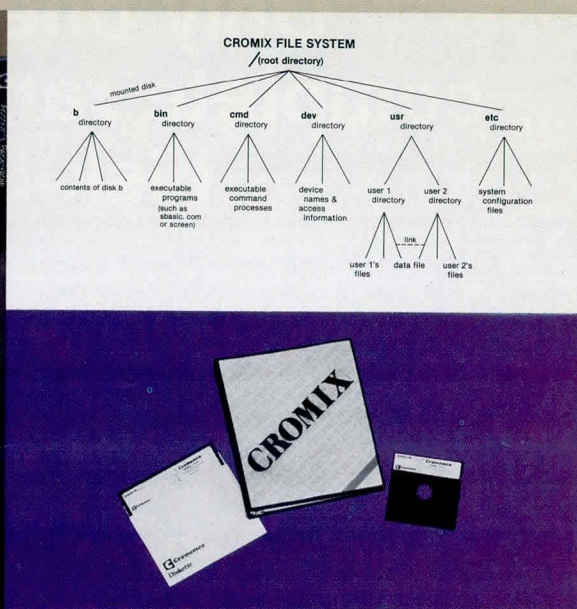 CROMIX FILE SYSTEM
/(root directory)
mounted disk
b
directory
bin
directory
cmd
directory
dev
directory
usr
directory
etc
directory
contents of disk b
executable
programs
(such as
sbasic, com
or screen)
executable
command
processes
device
names &
access
information
user 1
directory
user 2
directory
system
configuration
files
link
user 1's
files
data file
user 2's
files
CROMIX
Cromemco
Cromemco
Diskette
Cromemco